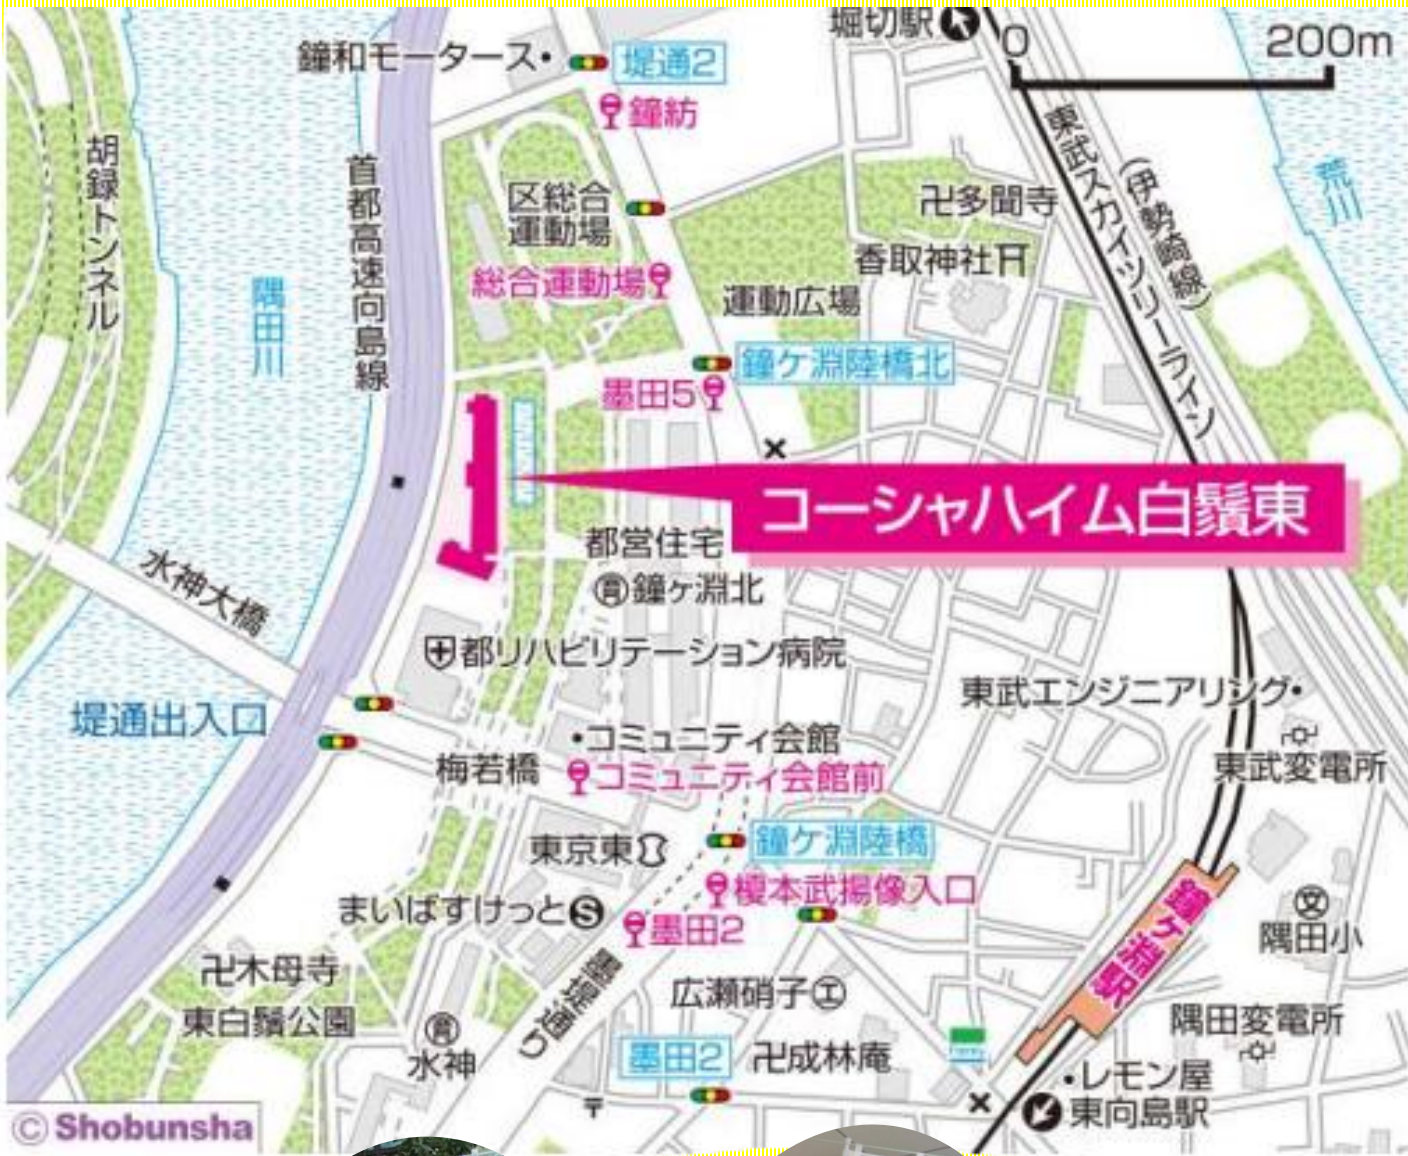 堀切駅
0
200m
鐘和モータース
堤通2
鐘紡
東武スカイツリーライン
(伊勢崎線)
荒川
胡録トンネル
首都高速向島線
隅田川
区総合
運動場
卍多聞寺
香取神社
総合運動場
運動広場
鐘ケ淵陸橋北
墨田5
コーシャハイム白鬚東
都営住宅
育鐘ヶ淵北
水神大橋
都リハビリテーション病院
東武エンジニアリング
堤通出入口
コミュニティ会館
梅若橋
コミュニティ会館前
東武変電所
東京東
鐘ケ淵陸橋
榎本武揚像入口
鐘ヶ淵駅
まいばすけっとS
墨田2
文
隅田小
卍木母寺
墨堤通り
広瀬硝子工
東白鬚公園
育
水神
隅田変電所
墨田2
卍成林庵
レモン屋
〒
東向島駅
© Shobunsha